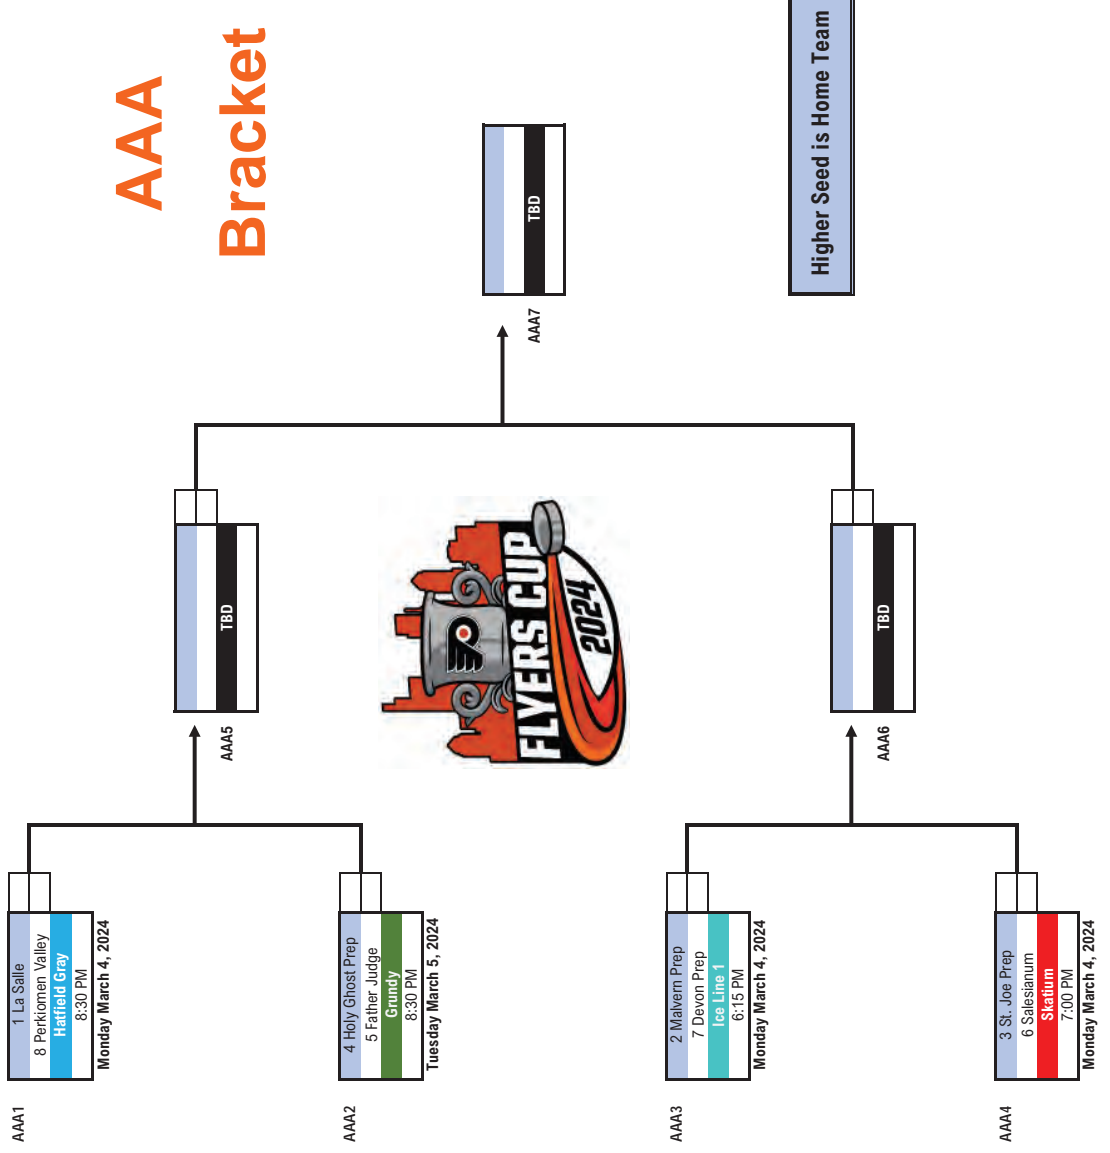 AAA
Bracket
AAA1
1 La Salle
8 Perkiomen Valley
Hatfield Gray
8:30 PM
Monday March 4, 2024
AAA2
4 Holy Ghost Prep
5 Father Judge
Grundy
8:30 PM
Tuesday March 5, 2024
AAA3
2 Malvern Prep
7 Devon Prep
Ice Line 1
6:15 PM
Monday March 4, 2024
AAA4
3 St. Joe Prep
6 Salesianum
Skatium
7:00 PM
Monday March 4, 2024
AAA5
TBD
AAA6
TBD
FLYERS CUP
2024
AAA7
TBD
Higher Seed is Home Team